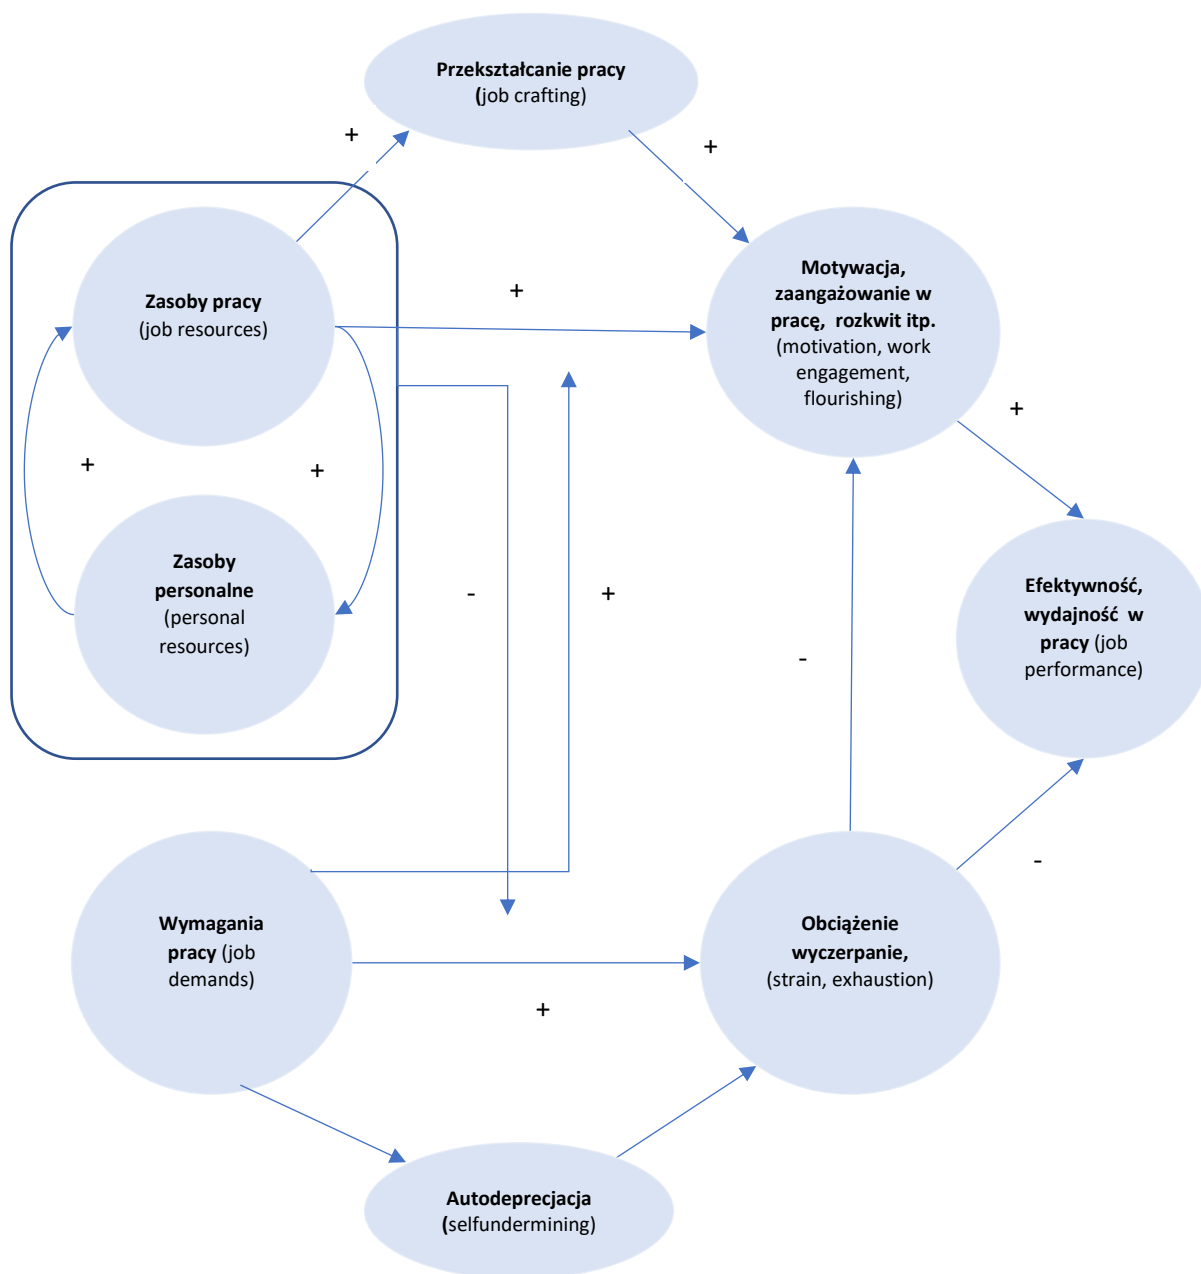 Przekształcanie pracy
(job crafting)
+
+
Zasoby pracy
(job resources)
+
Motywacja,
zaangażowanie w
pracę, rozkwit itp.
(motivation, work
engagement,
flourishing)
+
+
+
Zasoby
personalne
(personal
resources)
-
+
Efektywność,
wydajność w
pracy (job
performance)
-
-
Wymagania
pracy (job
demands)
Obciążenie
wyczerpanie,
(strain, exhaustion)
+
Autodeprecjacja
(selfundermining)